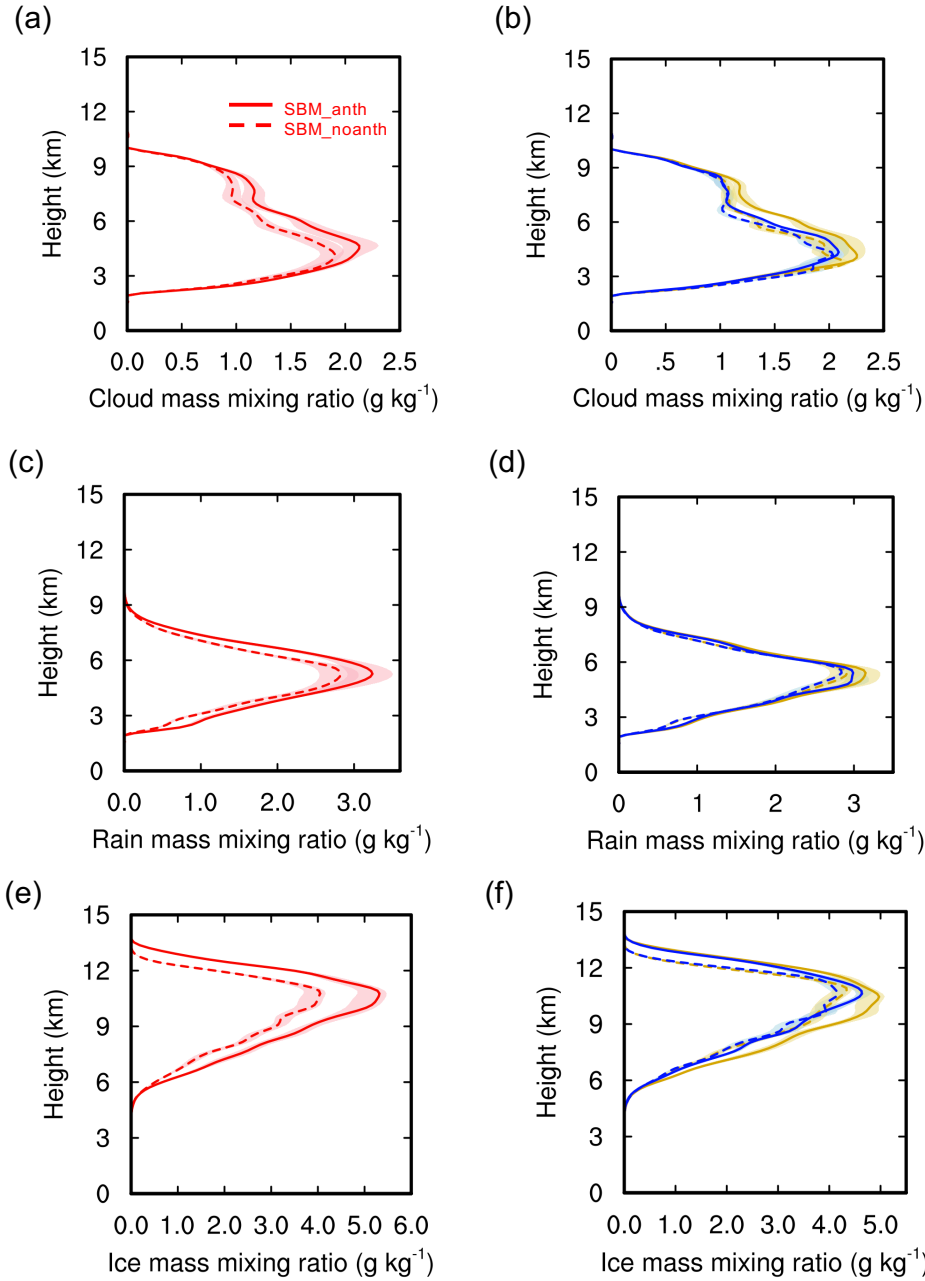 (a)
(b)
15
12
9
6
3
0
Height (km)
SBM_anth
SBM_noanth
0.0 0.5 1.0 1.5 2.0 2.5
Cloud mass mixing ratio (g kg⁻¹)
15
12
9
6
3
0
Height (km)
0 .5 1 1.5 2 2.5
Cloud mass mixing ratio (g kg⁻¹)
(c)
(d)
15
12
9
6
3
0
Height (km)
0.0 1.0 2.0 3.0
Rain mass mixing ratio (g kg⁻¹)
15
12
9
6
3
0
Height (km)
0 1 2 3
Rain mass mixing ratio (g kg⁻¹)
(e)
(f)
15
12
9
6
3
0
Height (km)
0.0 1.0 2.0 3.0 4.0 5.0 6.0
Ice mass mixing ratio (g kg⁻¹)
15
12
9
6
3
0
Height (km)
0.0 1.0 2.0 3.0 4.0 5.0
Ice mass mixing ratio (g kg⁻¹)